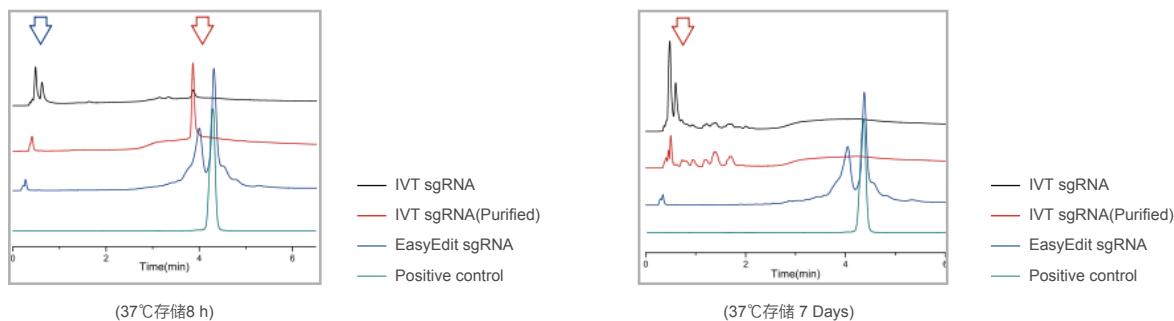 IVT sgRNA
IVT sgRNA(Purified)
EasyEdit sgRNA
Positive control
0 2 4 6
Time(min)
(37℃存储8 h)
IVT sgRNA
IVT sgRNA(Purified)
EasyEdit sgRNA
Positive control
0 2 4 6
Time(min)
(37℃存储 7 Days)